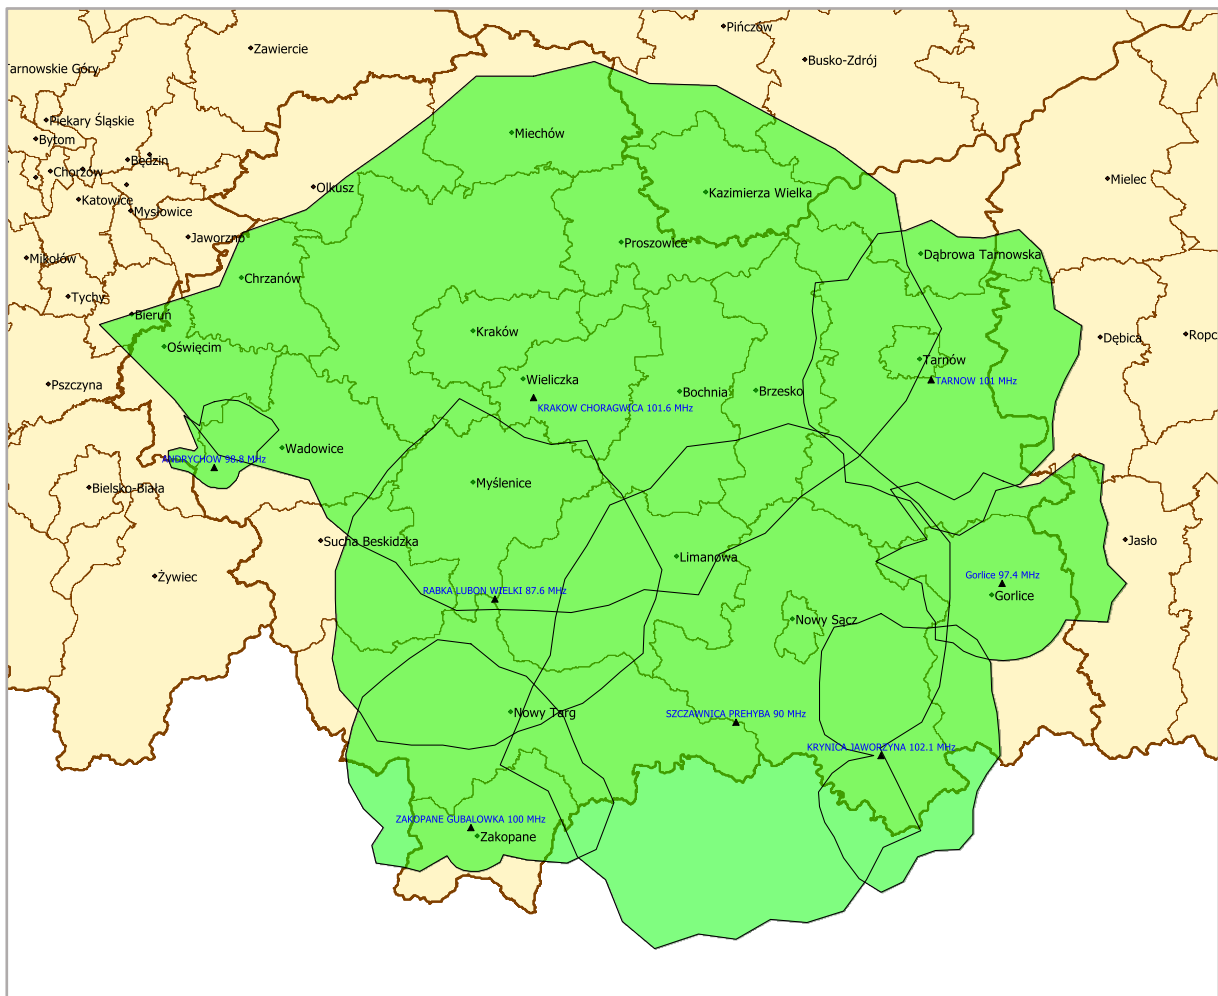 Pińczów
Zawiercie
Busko-Zdrój
Tarnowskie Góry
Piekary Śląskie
Miechów
Bytom
Będzin
Chorzów
Mielec
Olkusz
Kazimierza Wielka
Katowice
Mysłowice
Jaworzno
Proszowice
Dąbrowa Tarnowska
Mikołów
Chrzanów
Tychy
Bieruń
Kraków
Ropc
Dębica
Oświęcim
Tarnów
Wieliczka
TARNOW 101 MHz
Pszczyna
Bochnia
Brzesko
KRAKOW CHORAGWICA 101.6 MHz
Wadowice
ANDRYCHOW 98.8 MHz
Myślenice
Bielsko-Biała
Sucha Beskidzka
Jasło
Limanowa
Żywiec
Gorlice 97.4 MHz
RABKA LUBON WIELKI 87.6 MHz
Gorlice
Nowy Sącz
Nowy Targ
SZCZAWNICA PREHYBA 90 MHz
KRYNICA JAWORZYNA 102.1 MHz
ZAKOPANE GUBALOWKA 100 MHz
Zakopane